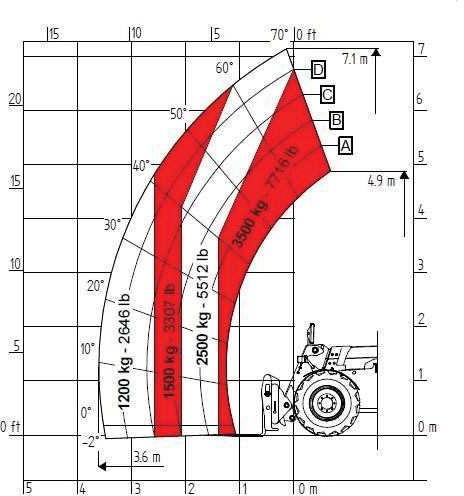 15 10 5 0 ft
70°
7
7.1 m
60°
D
20
6
C
50°
B
A
40°
5
15
4.9 m
3500 kg - 7716 lb
30°
4
10
3
20°
2500 kg - 5512 lb
1200 kg - 2646 lb
1500 kg - 3307 lb
2
5
10°
1
0°
0 ft
-2°
0 m
3.6 m
5 4 3 2 1 0